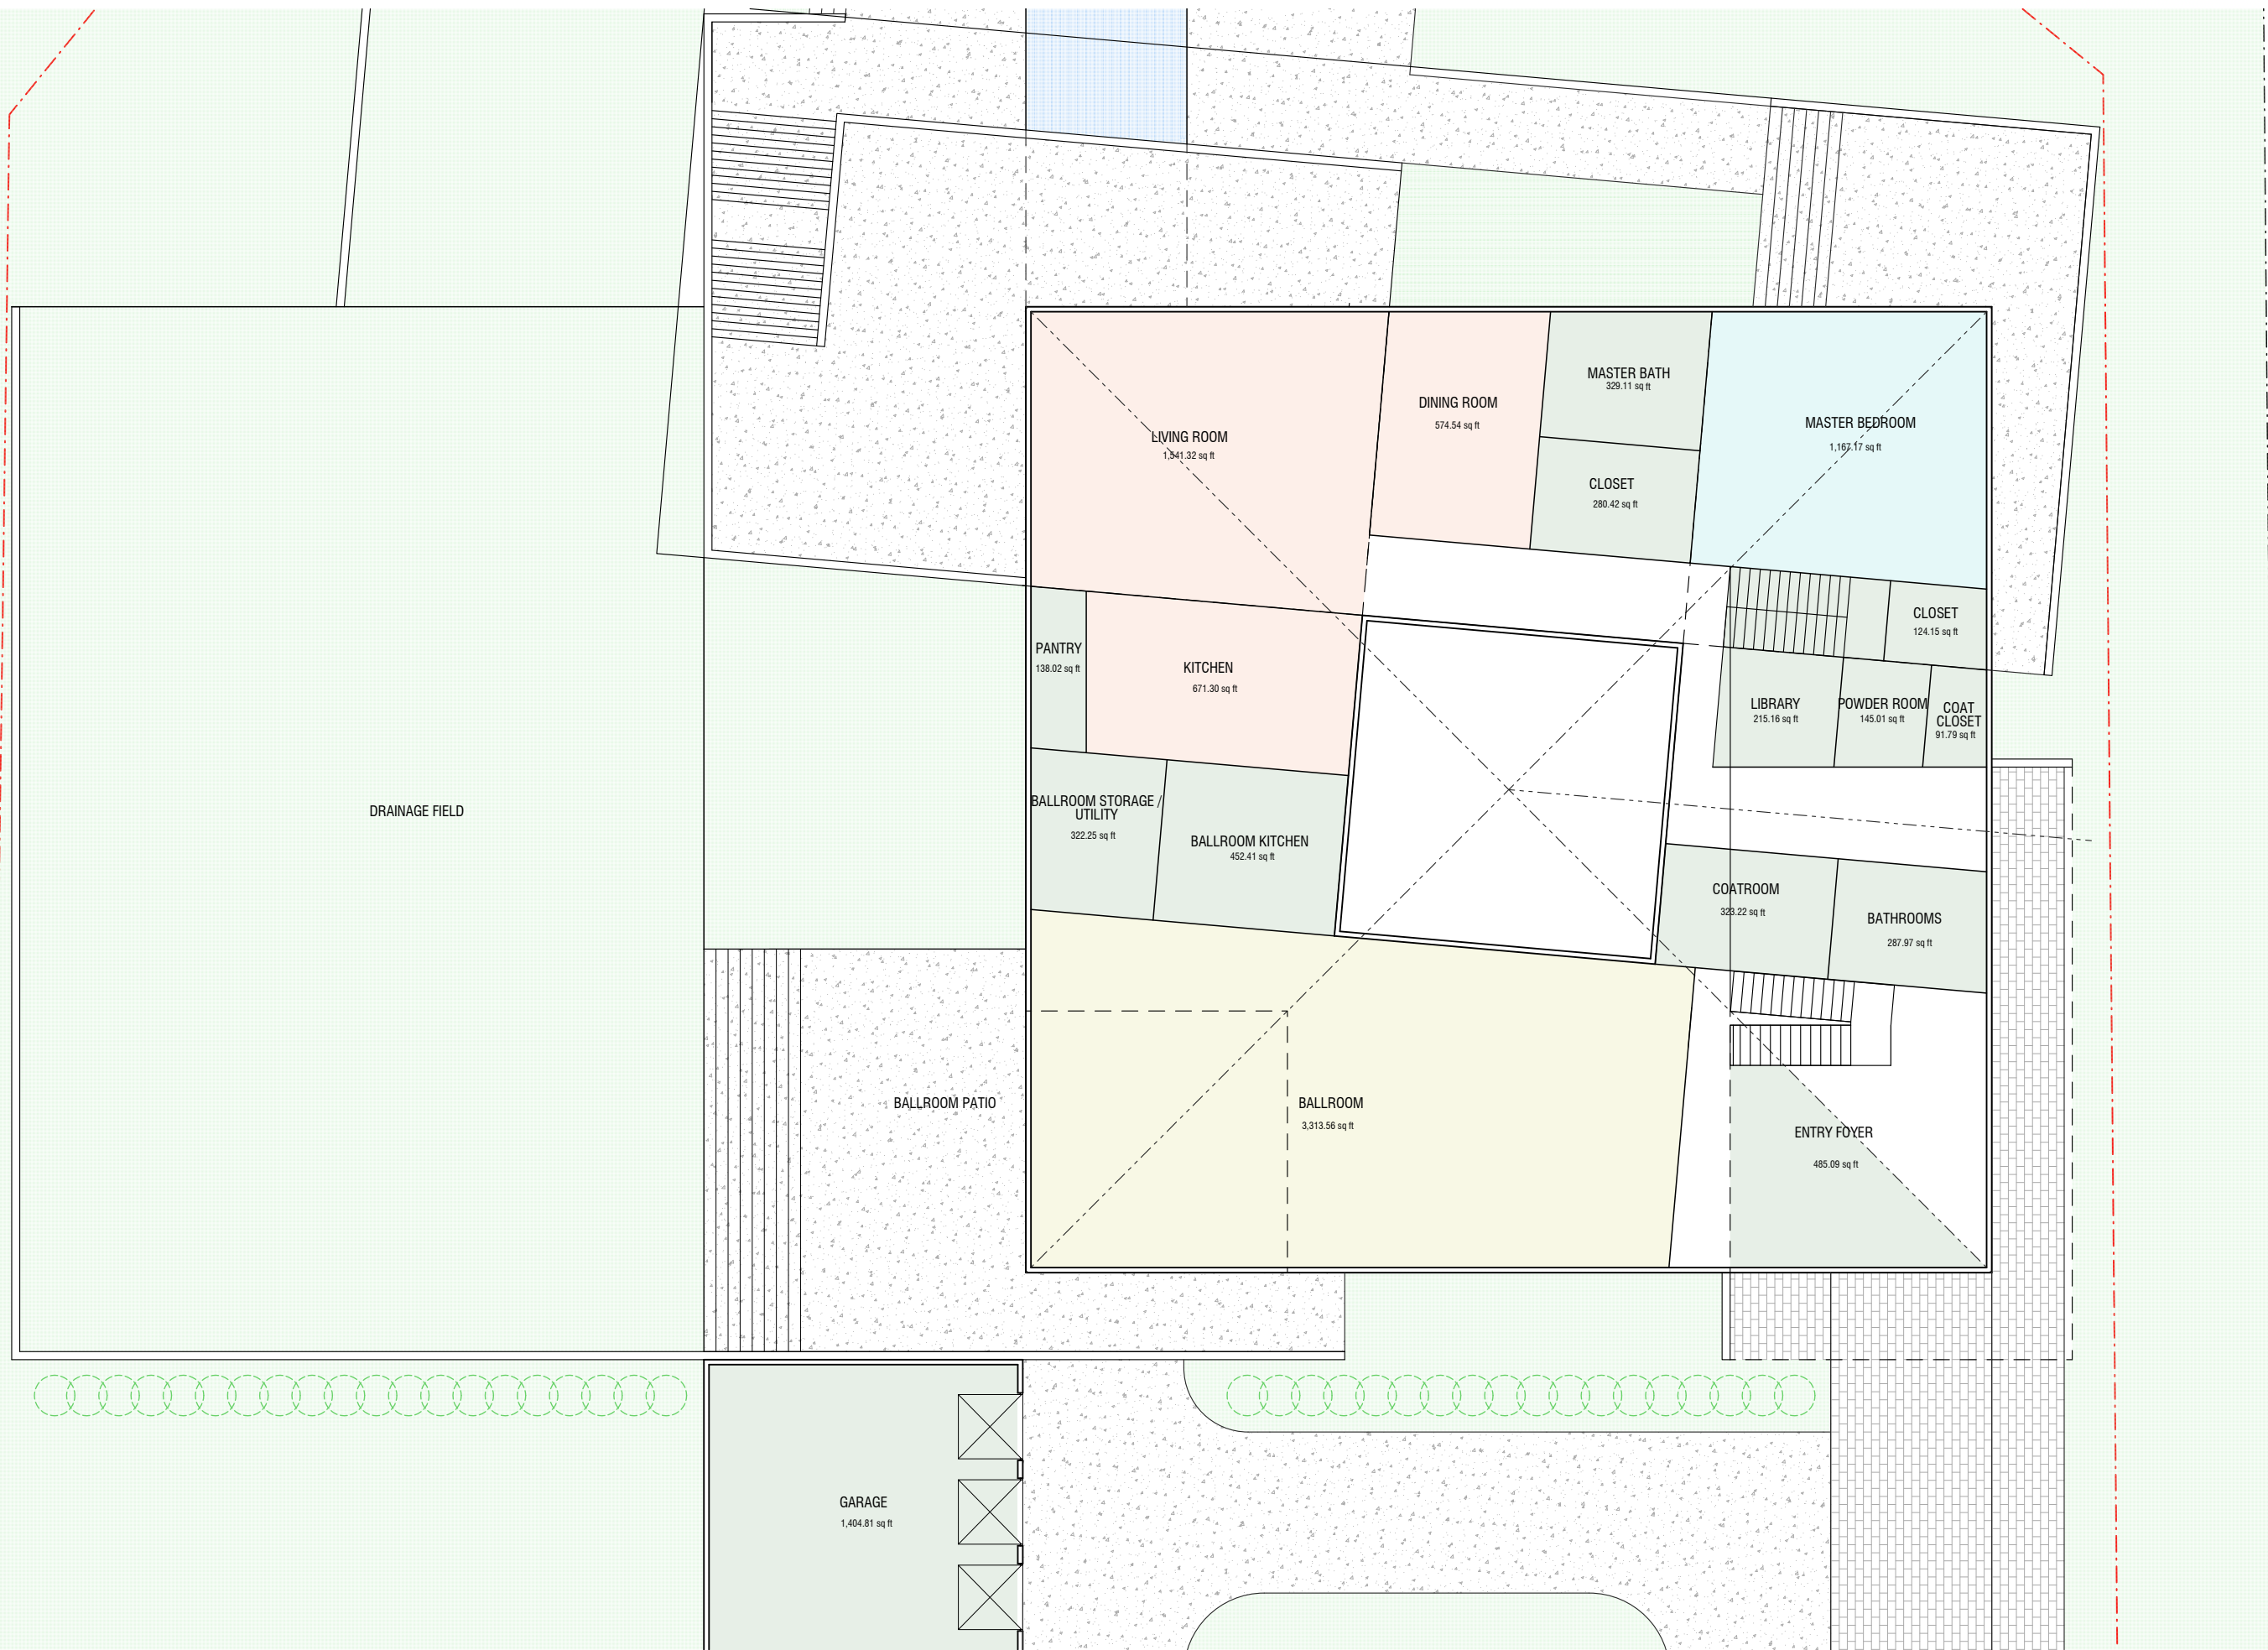 MASTER BATH
329.11 sq ft
DINING ROOM
574.54 sq ft
MASTER BEDROOM
1,167.17 sq ft
LIVING ROOM
1,541.32 sq ft
CLOSET
280.42 sq ft
CLOSET
124.15 sq ft
PANTRY
138.02 sq ft
KITCHEN
671.30 sq ft
LIBRARY
215.16 sq ft
POWDER ROOM
145.01 sq ft
COAT
CLOSET
91.79 sq ft
DRAINAGE FIELD
BALLROOM STORAGE /
UTILITY
322.25 sq ft
BALLROOM KITCHEN
452.41 sq ft
COATROOM
323.22 sq ft
BATHROOMS
287.97 sq ft
BALLROOM PATIO
BALLROOM
3,313.56 sq ft
ENTRY FOYER
485.09 sq ft
GARAGE
1,404.81 sq ft